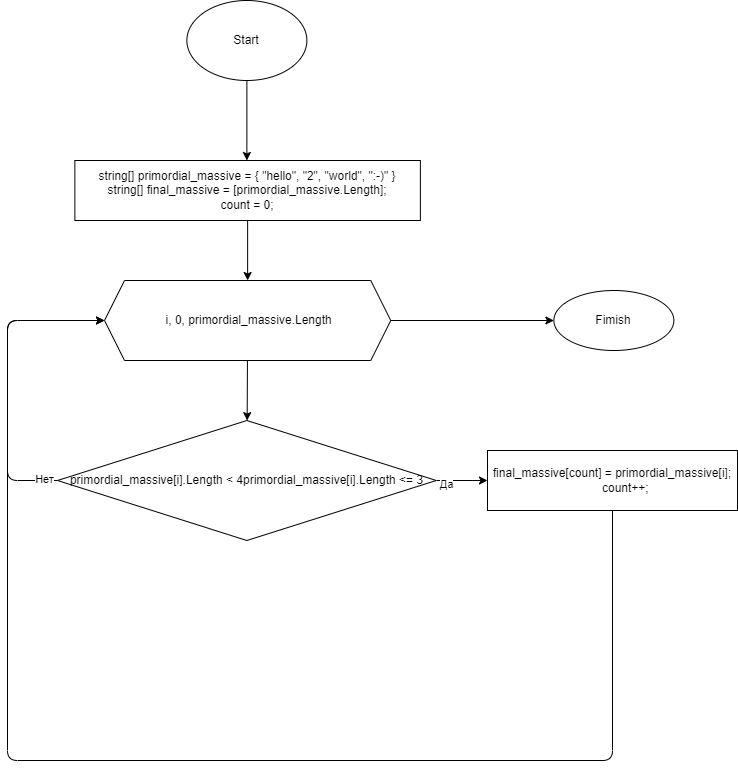 Start
string[] primordial_massive = { "hello", "2", "world", ":-)" }
string[] final_massive = [primordial_massive.Length];
count = 0;
i, 0, primordial_massive.Length
Fimish
Нет
primordial_massive[i].Length < 4primordial_massive[i].Length <= 3
Да
final_massive[count] = primordial_massive[i];
count++;